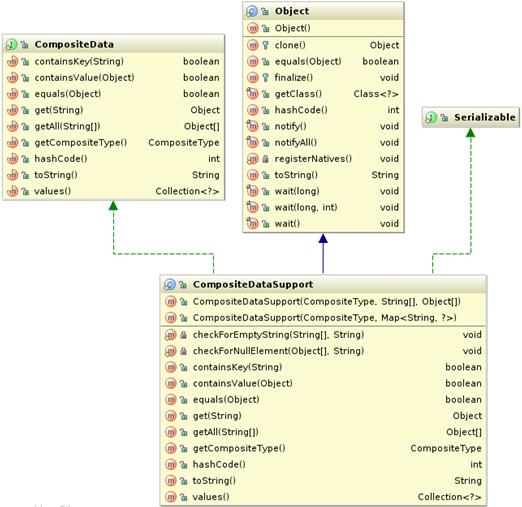 CompositeData
containsKey(String) boolean
containsValue(Object) boolean
equals(Object) boolean
get(String) Object
getAll(String[]) Object[]
getCompositeType() CompositeType
hashCode() int
toString() String
values() Collection<?>
Object
Object()
clone() Object
equals(Object) boolean
finalize() void
getClass() Class<?>
hashCode() int
notify() void
notifyAll() void
registerNatives() void
toString() String
wait(long) void
wait(long, int) void
wait() void
Serializable
CompositeDataSupport
CompositeDataSupport(CompositeType, String[], Object[])
CompositeDataSupport(CompositeType, Map<String, ?>)
checkForEmptyString(String[], String) void
checkForNullElement(Object[], String) void
containsKey(String) boolean
containsValue(Object) boolean
equals(Object) boolean
get(String) Object
getAll(String[]) Object[]
getCompositeType() CompositeType
hashCode() int
toString() String
values() Collection<?>